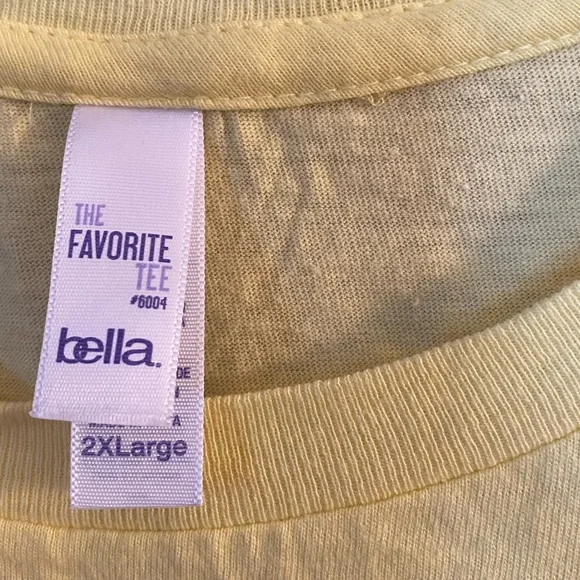 THE
FAVORITE
TEE
#6004
bella.
2XLarge